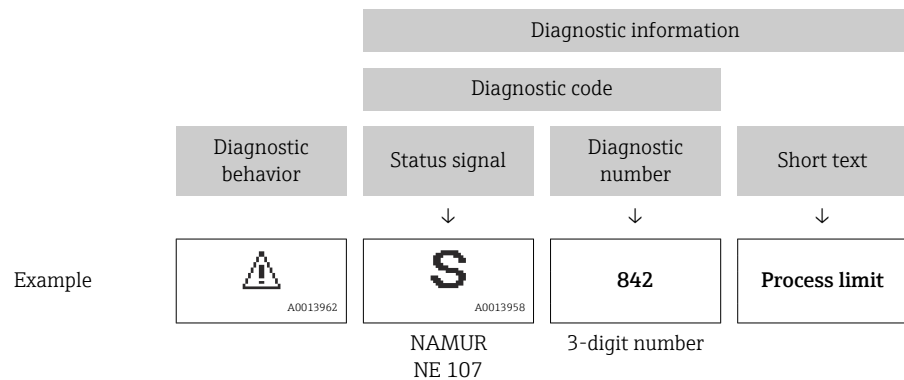 Diagnostic information
Diagnostic code
Diagnostic
behavior
Status signal
Diagnostic
number
Short text
↓ ↓ ↓
Example
A0013962
S
A0013958
842
Process limit
NAMUR
NE 107
3-digit number